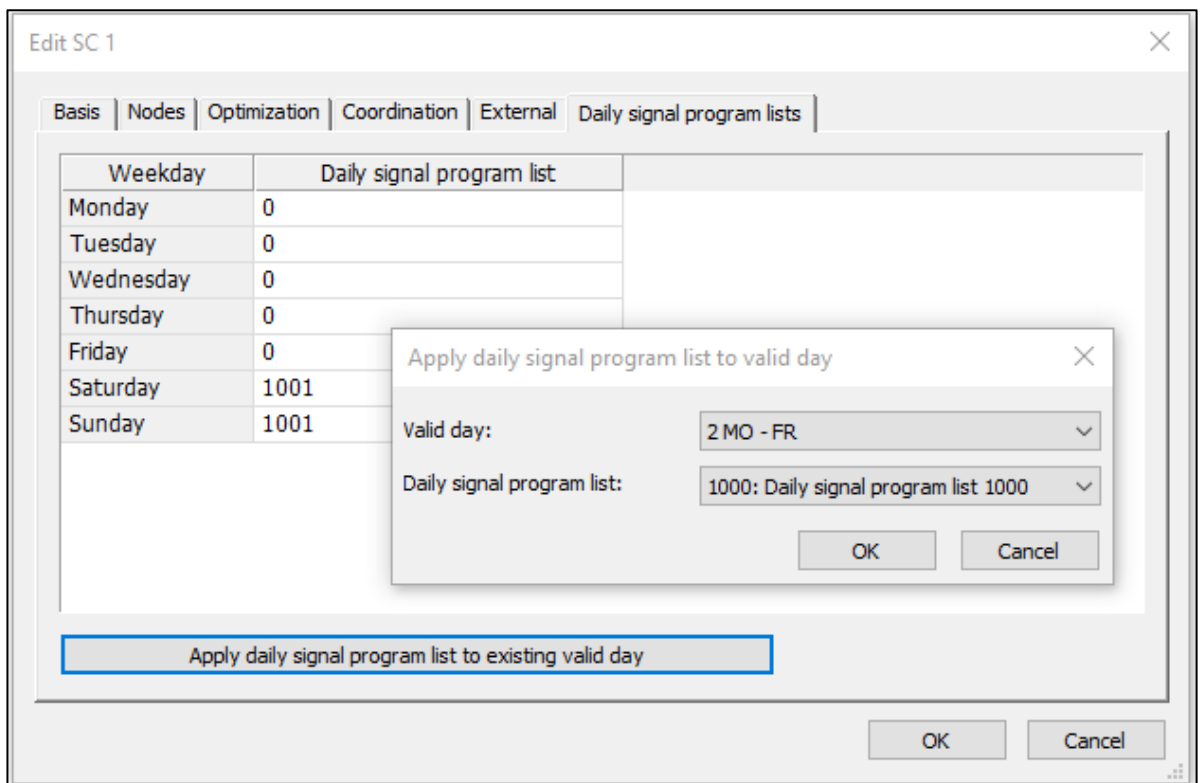 Edit SC 1
Basis Nodes Optimization Coordination External Daily signal program lists
Weekday Daily signal program list
Monday 0
Tuesday 0
Wednesday 0
Thursday 0
Friday 0
Saturday 1001
Sunday 1001
Apply daily signal program list to valid day
Valid day: 2 MO - FR
Daily signal program list: 1000: Daily signal program list 1000
OK Cancel
Apply daily signal program list to existing valid day
OK Cancel